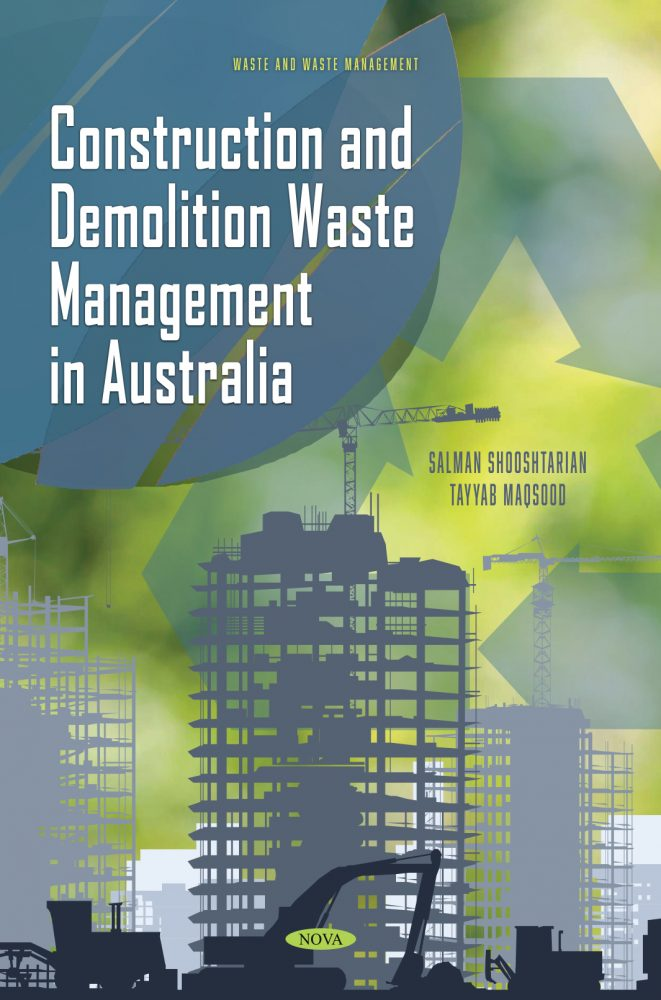 WASTE AND WASTE MANAGEMENT
Construction and
Demolition Waste
Management
in Australia
SALMAN SHOOSHTARIAN
TAYYAB MAQSOOD
NOVA